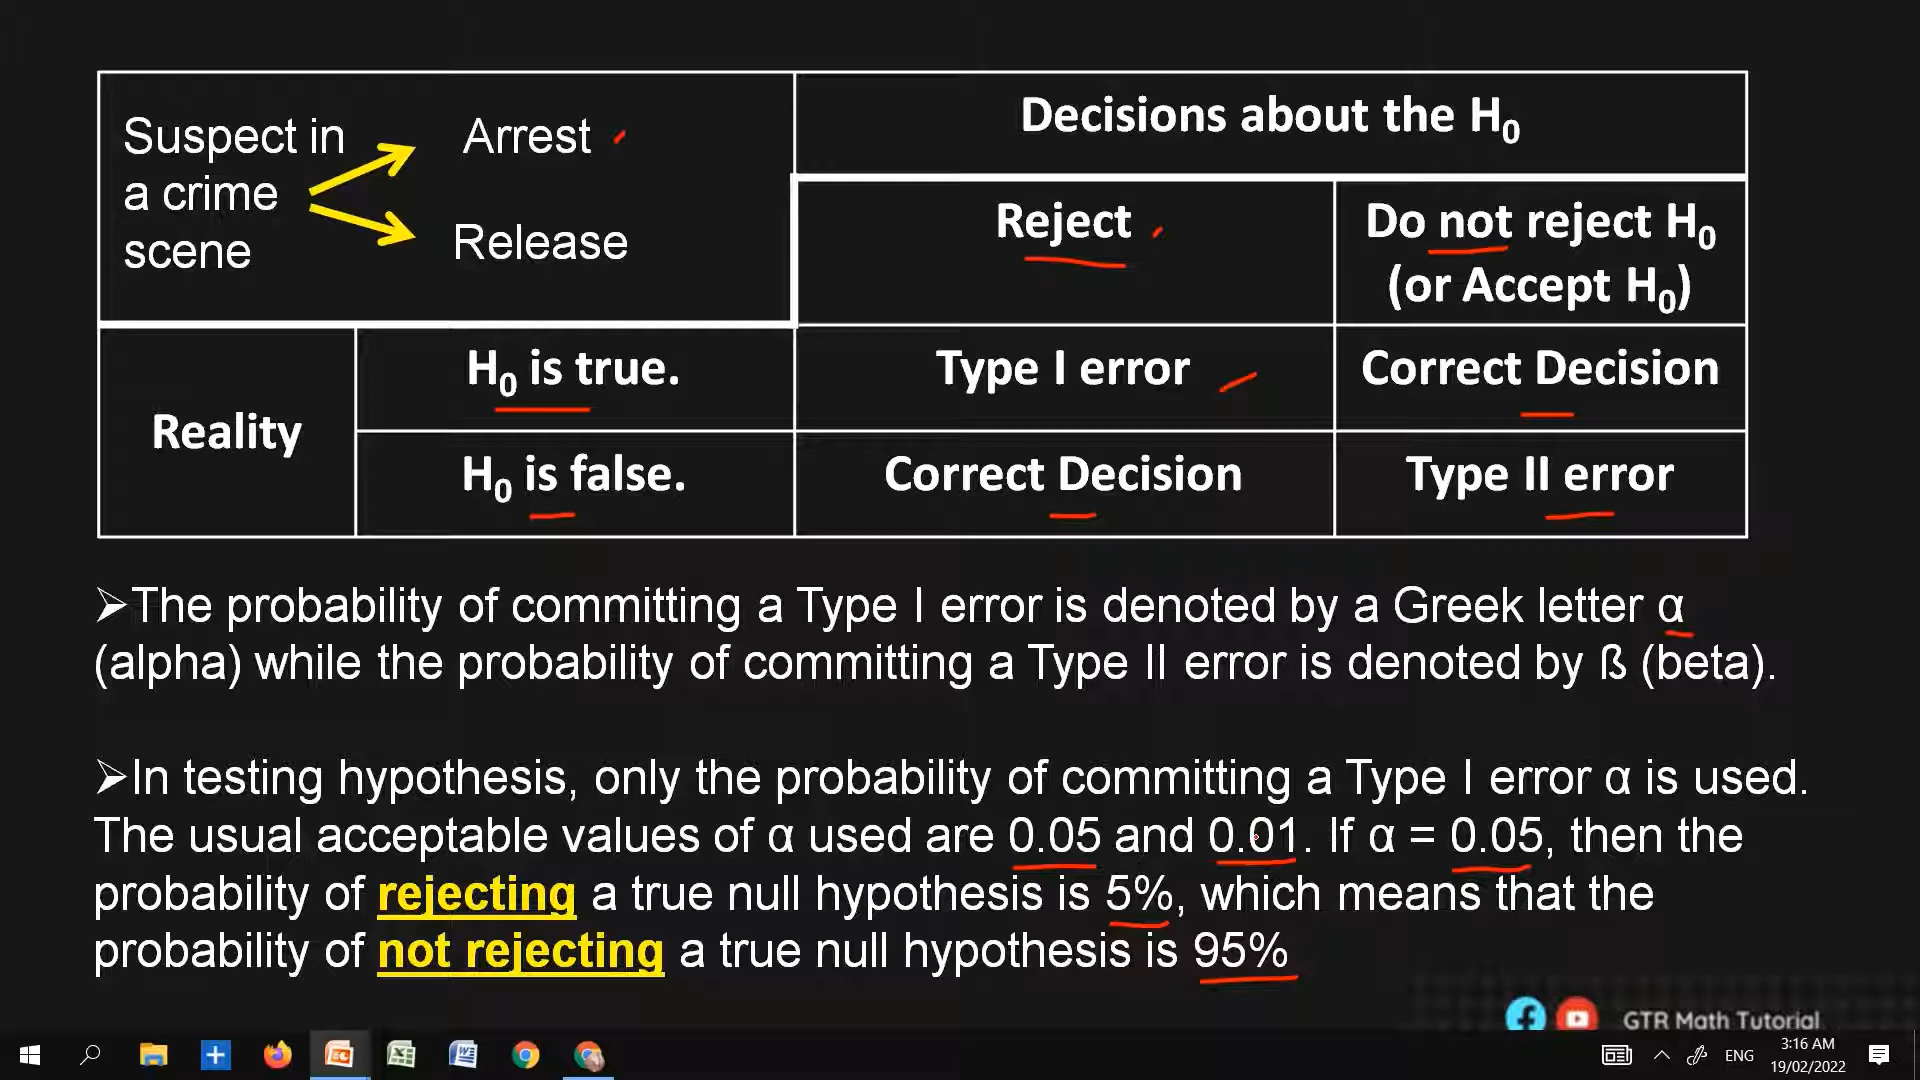 Suspect in
a crime
scene
Arrest
Release
Decisions about the H₀
Reject
Do not reject H₀
(or Accept H₀)
Reality
H₀ is true.
Type I error
Correct Decision
H₀ is false.
Correct Decision
Type II error
➢The probability of committing a Type I error is denoted by a Greek letter α
(alpha) while the probability of committing a Type II error is denoted by ß (beta).
➢In testing hypothesis, only the probability of committing a Type I error α is used.
The usual acceptable values of α used are 0.05 and 0.01. If α = 0.05, then the
probability of rejecting a true null hypothesis is 5%, which means that the
probability of not rejecting a true null hypothesis is 95%
GTR Math Tutorial
3:16 AM
ENG
19/02/2022